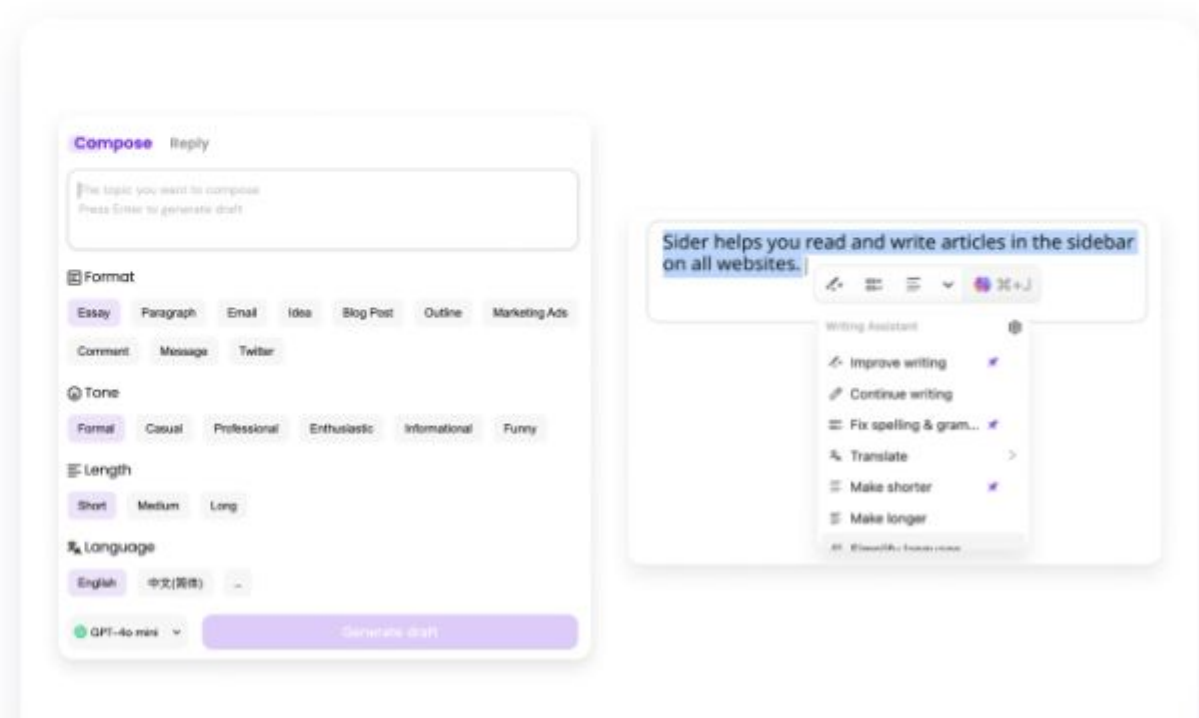 Compose Reply
The topic you want to compose
Press Enter to generate draft
Format
Essay Paragraph Email Idea Blog Post Outline Marketing Ads
Comment Message Twitter
Tone
Formal Casual Professional Enthusiastic Informational Funny
Length
Short Medium Long
Language
English 中文(简体) ..
GPT-4o mini Generate draft
Sider helps you read and write articles in the sidebar
on all websites.
⌘+J
Writing Assistant
Improve writing
Continue writing
Fix spelling & gram...
Translate
Make shorter
Make longer
Simplify language